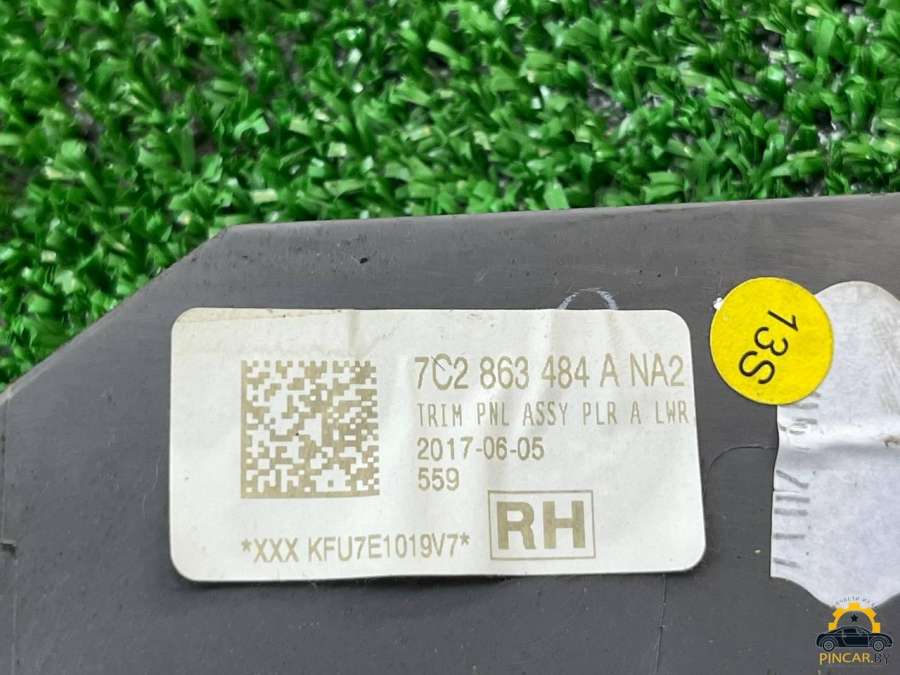 7C2 863 484 A NA2
TRIM PNL ASSY PLR A LWR
2017-06-05
559
RH
*XXX KFU7E1019V7*
13S
PINCAR.BY